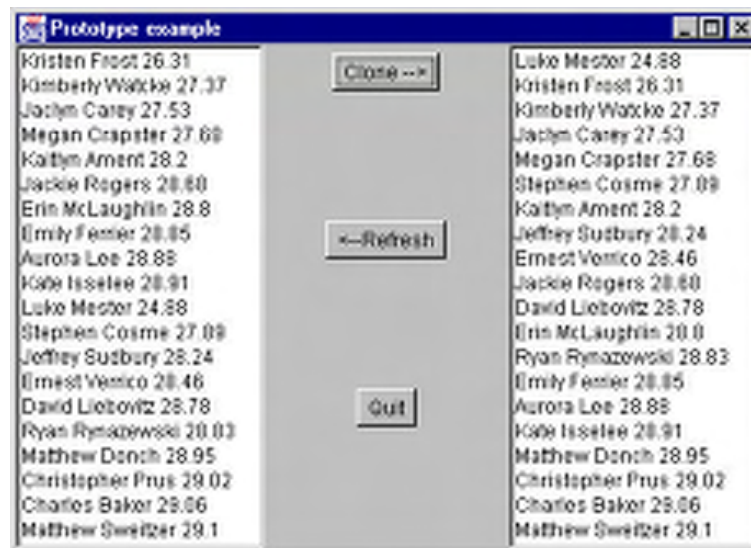 Prototype example
Kristen Frost 26.31
Kimberly Watcke 27.37
Jaclyn Carey 27.53
Megan Crapster 27.68
Kaitlyn Ament 28.2
Jackie Rogers 28.68
Erin McLaughlin 28.8
Emily Ferrier 28.85
Aurora Lee 28.88
Kate Isselee 28.91
Luke Mester 24.88
Stephen Cosme 27.89
Jeffrey Sudbury 28.24
Ernest Verrico 28.46
David Liebovitz 28.78
Ryan Rynazewski 28.83
Matthew Donch 28.95
Christopher Prus 29.02
Charles Baker 29.06
Matthew Sweitzer 29.1
Clone -->
<--Refresh
Quit
Luke Mester 24.88
Kristen Frost 26.31
Kimberly Watcke 27.37
Jaclyn Carey 27.53
Megan Crapster 27.68
Stephen Cosme 27.89
Kaitlyn Ament 28.2
Jeffrey Sudbury 28.24
Ernest Verrico 28.46
Jackie Rogers 28.68
David Liebovitz 28.78
Erin McLaughlin 28.8
Ryan Rynazewski 28.83
Emily Ferrier 28.85
Aurora Lee 28.88
Kate Isselee 28.91
Matthew Donch 28.95
Christopher Prus 29.02
Charles Baker 29.06
Matthew Sweitzer 29.1